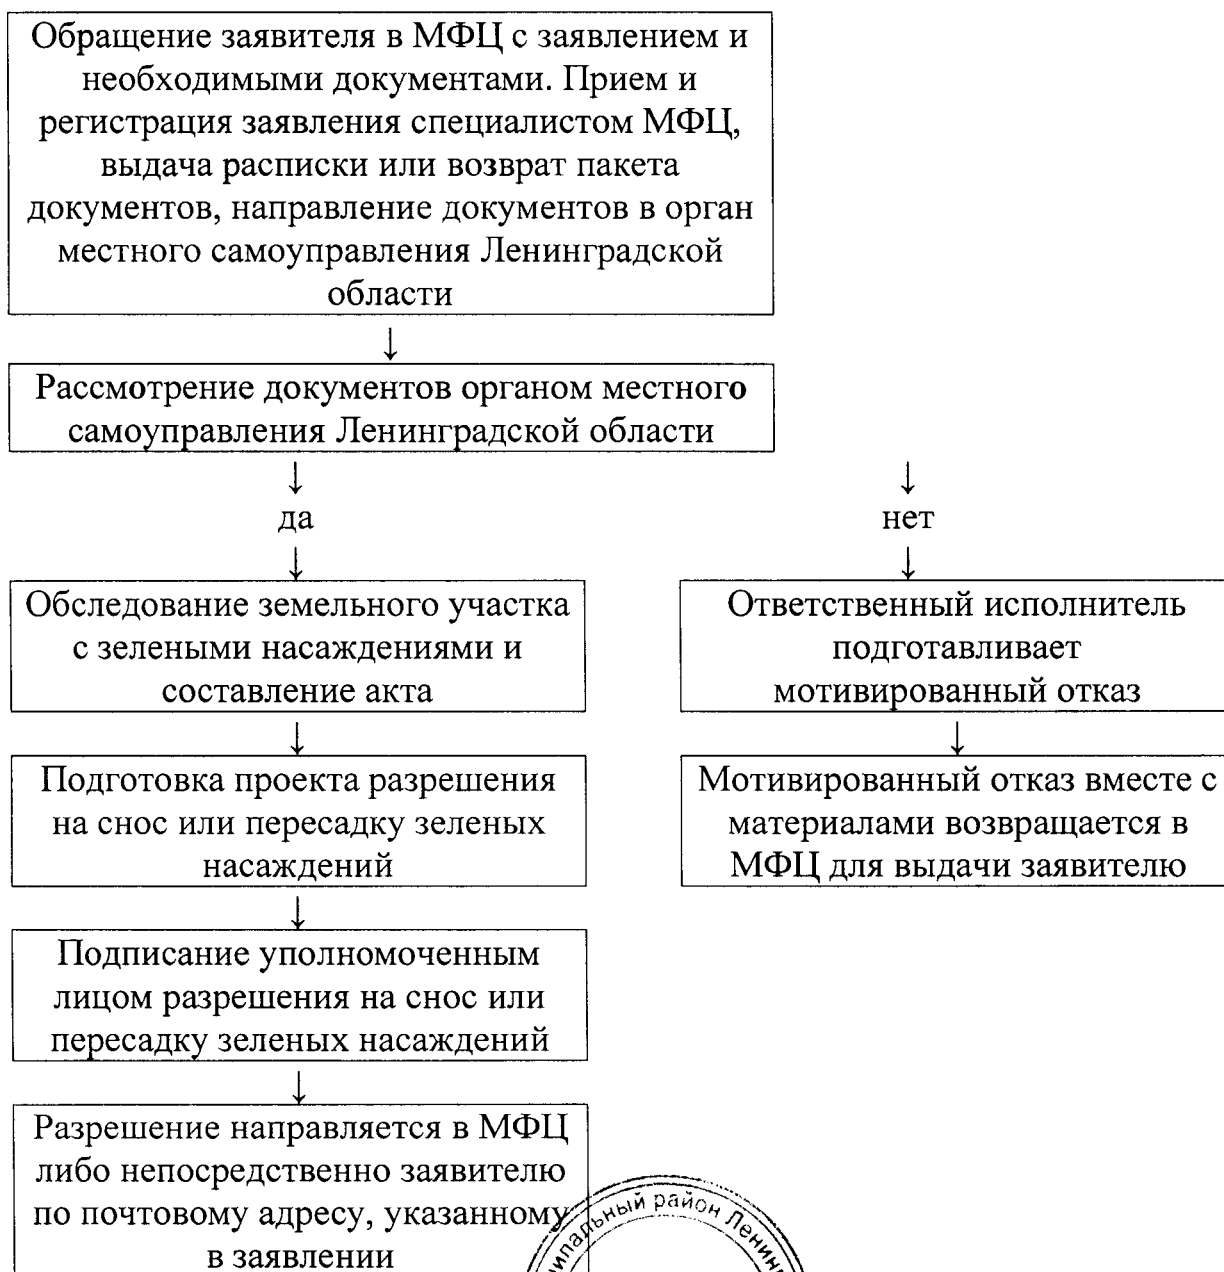 Обращение заявителя в МФЦ с заявлением и
необходимыми документами. Прием и
регистрация заявления специалистом МФЦ,
выдача расписки или возврат пакета
документов, направление документов в орган
местного самоуправления Ленинградской
области
↓
Рассмотрение документов органом местного
самоуправления Ленинградской области
↓ ↓
да нет
↓ ↓
Обследование земельного участка
с зелеными насаждениями и
составление акта
Ответственный исполнитель
подготавливает
мотивированный отказ
↓ ↓
Подготовка проекта разрешения
на снос или пересадку зеленых
насаждений
Мотивированный отказ вместе с
материалами возвращается в
МФЦ для выдачи заявителю
↓
Подписание уполномоченным
лицом разрешения на снос или
пересадку зеленых насаждений
↓
Разрешение направляется в МФЦ
либо непосредственно заявителю
по почтовому адресу, указанному
в заявлении
район